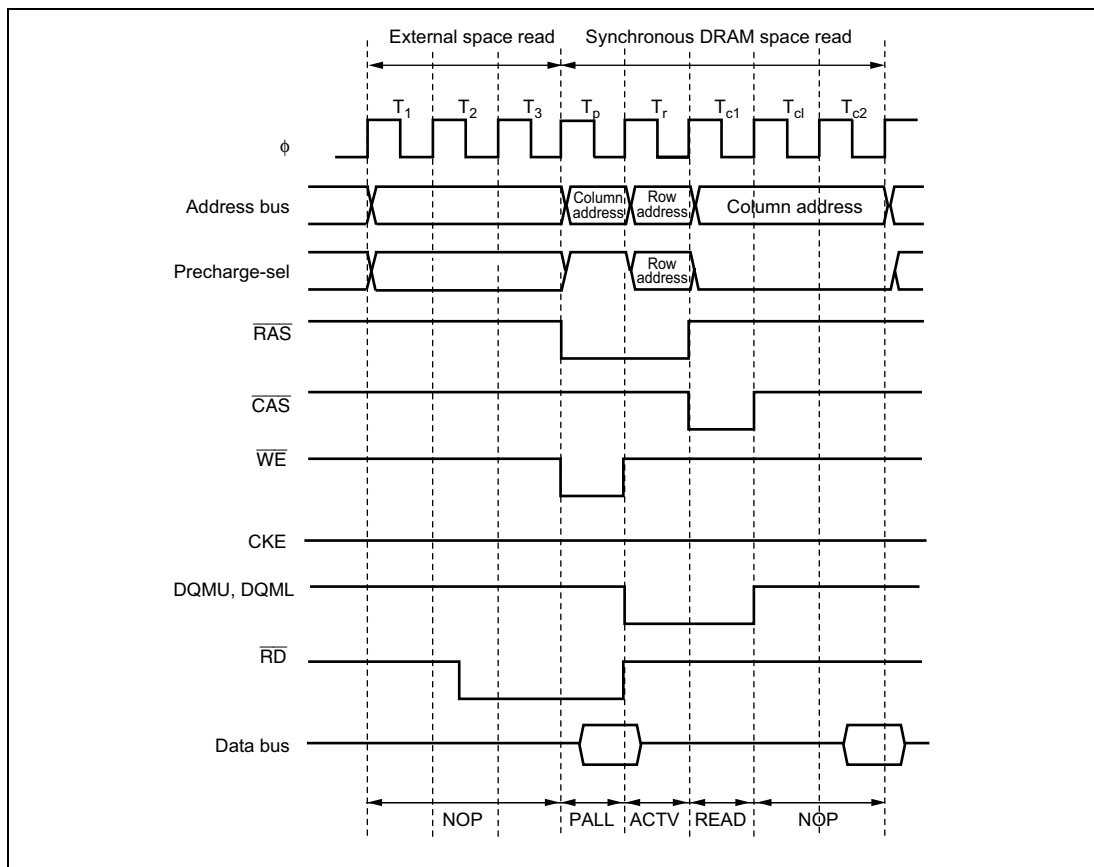 External space read Synchronous DRAM space read
T1 T2 T3 Tp Tr Tc1 Tcl Tc2
ϕ
Address bus
Column address
Row address
Column address
Precharge-sel
Row address
RAS
CAS
WE
CKE
DQMU, DQML
RD
Data bus
NOP PALL ACTV READ NOP